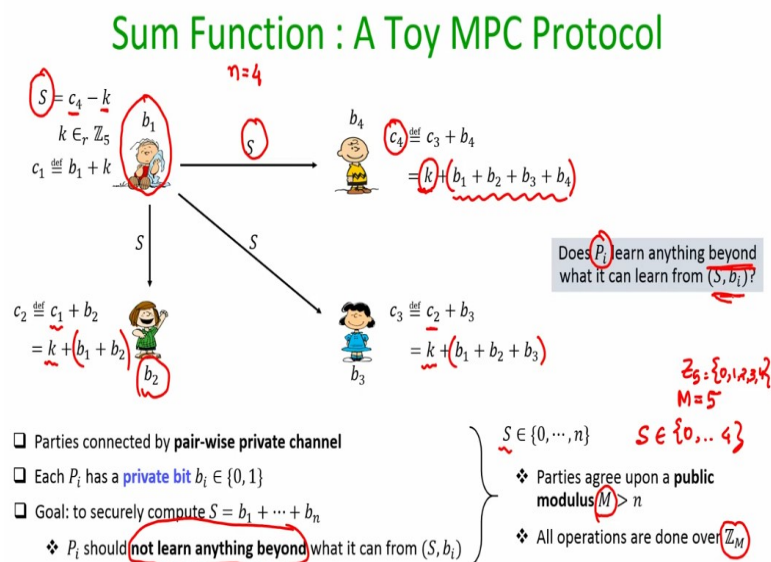 Sum Function : A Toy MPC Protocol
n=4
S = c₄ − k
k ∈ᵣ ℤ₅
c₁ ≝ b₁ + k
b₁
S
b₄
c₄ ≝ c₃ + b₄
= k + (b₁ + b₂ + b₃ + b₄)
S
S
Does Pᵢ learn anything beyond
what it can learn from (S, bᵢ)?
c₂ ≝ c₁ + b₂
= k + (b₁ + b₂)
b₂
c₃ ≝ c₂ + b₃
= k + (b₁ + b₂ + b₃)
b₃
Z₅ = {0,1,2,3,4}
M=5
S ∈ {0,.. 4}
❑ Parties connected by pair-wise private channel
❑ Each Pᵢ has a private bit bᵢ ∈ {0, 1}
❑ Goal: to securely compute S = b₁ + ⋯ + bₙ
❖ Pᵢ should not learn anything beyond what it can from (S, bᵢ)
S ∈ {0, ⋯, n}
❖ Parties agree upon a public
modulus M > n
❖ All operations are done over ℤ_M